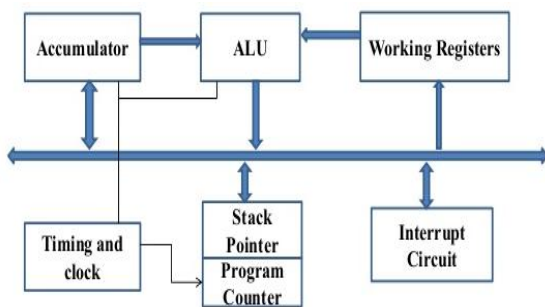 Accumulator
ALU
Working Registers
Timing and
clock
Stack
Pointer
Program
Counter
Interrupt
Circuit